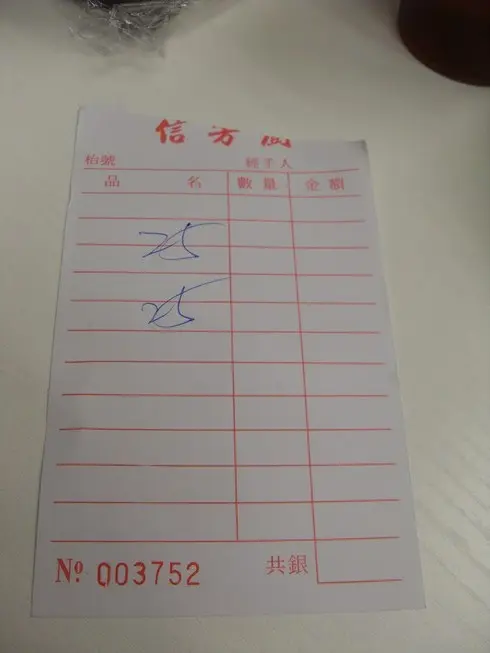 信方
枱號 經手人
品名 數量 金額
25
25
共銀
№ 003752